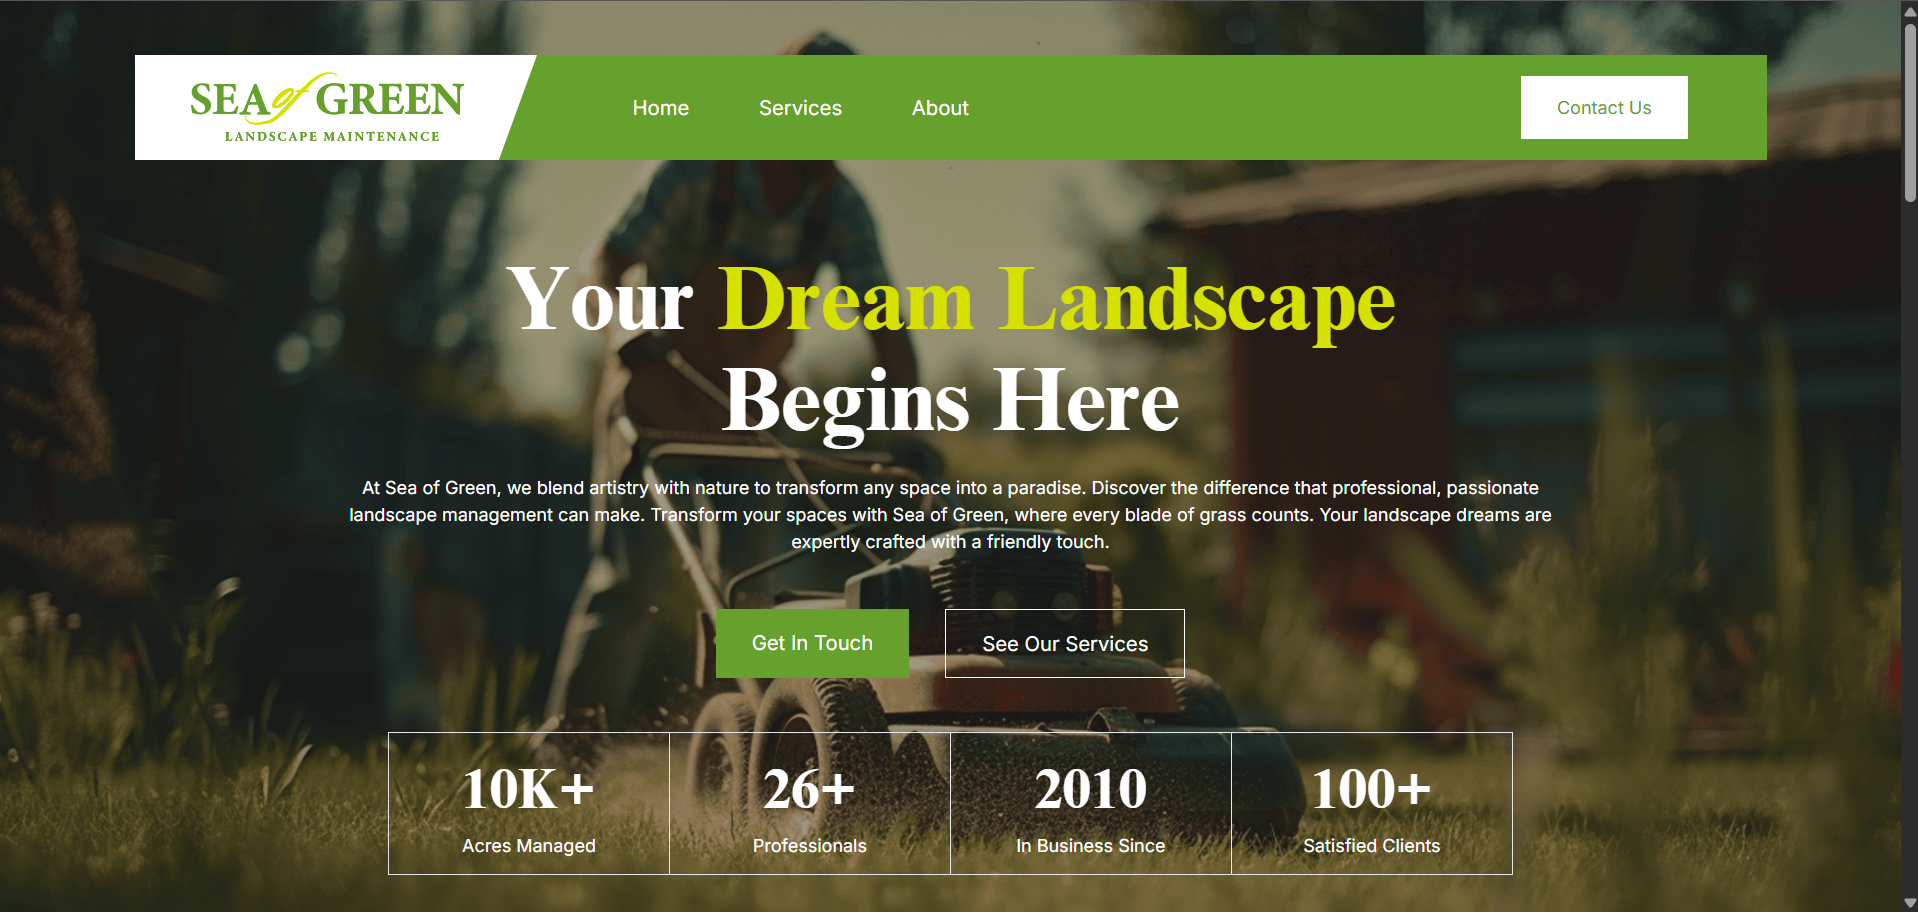 SEA of GREEN
LANDSCAPE MAINTENANCE
Home
Services
About
Contact Us
Your Dream Landscape
Begins Here
At Sea of Green, we blend artistry with nature to transform any space into a paradise. Discover the difference that professional, passionate
landscape management can make. Transform your spaces with Sea of Green, where every blade of grass counts. Your landscape dreams are
expertly crafted with a friendly touch.
Get In Touch
See Our Services
10K+
Acres Managed
26+
Professionals
2010
In Business Since
100+
Satisfied Clients